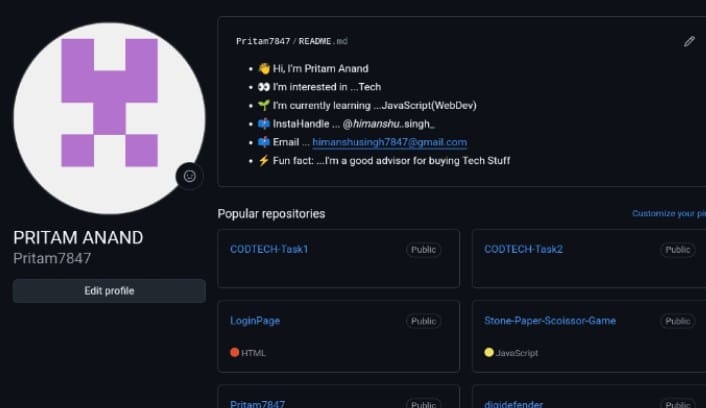 Pritam7847/README.md
👋 Hi, I'm Pritam Anand
👀 I'm interested in ...Tech
🌱 I'm currently learning ...JavaScript(WebDev)
📫 InstaHandle ... @himanshu..singh_
📫 Email ... himanshusingh7847@gmail.com
⚡ Fun fact: ...I'm a good advisor for buying Tech Stuff
PRITAM ANAND
Pritam7847
Edit profile
Popular repositories
Customize your
CODTECH-Task1 Public
CODTECH-Task2 Public
LoginPage Public
HTML
Stone-Paper-Scoissor-Game Public
JavaScript
Pritam7847 Public
digidefender Public